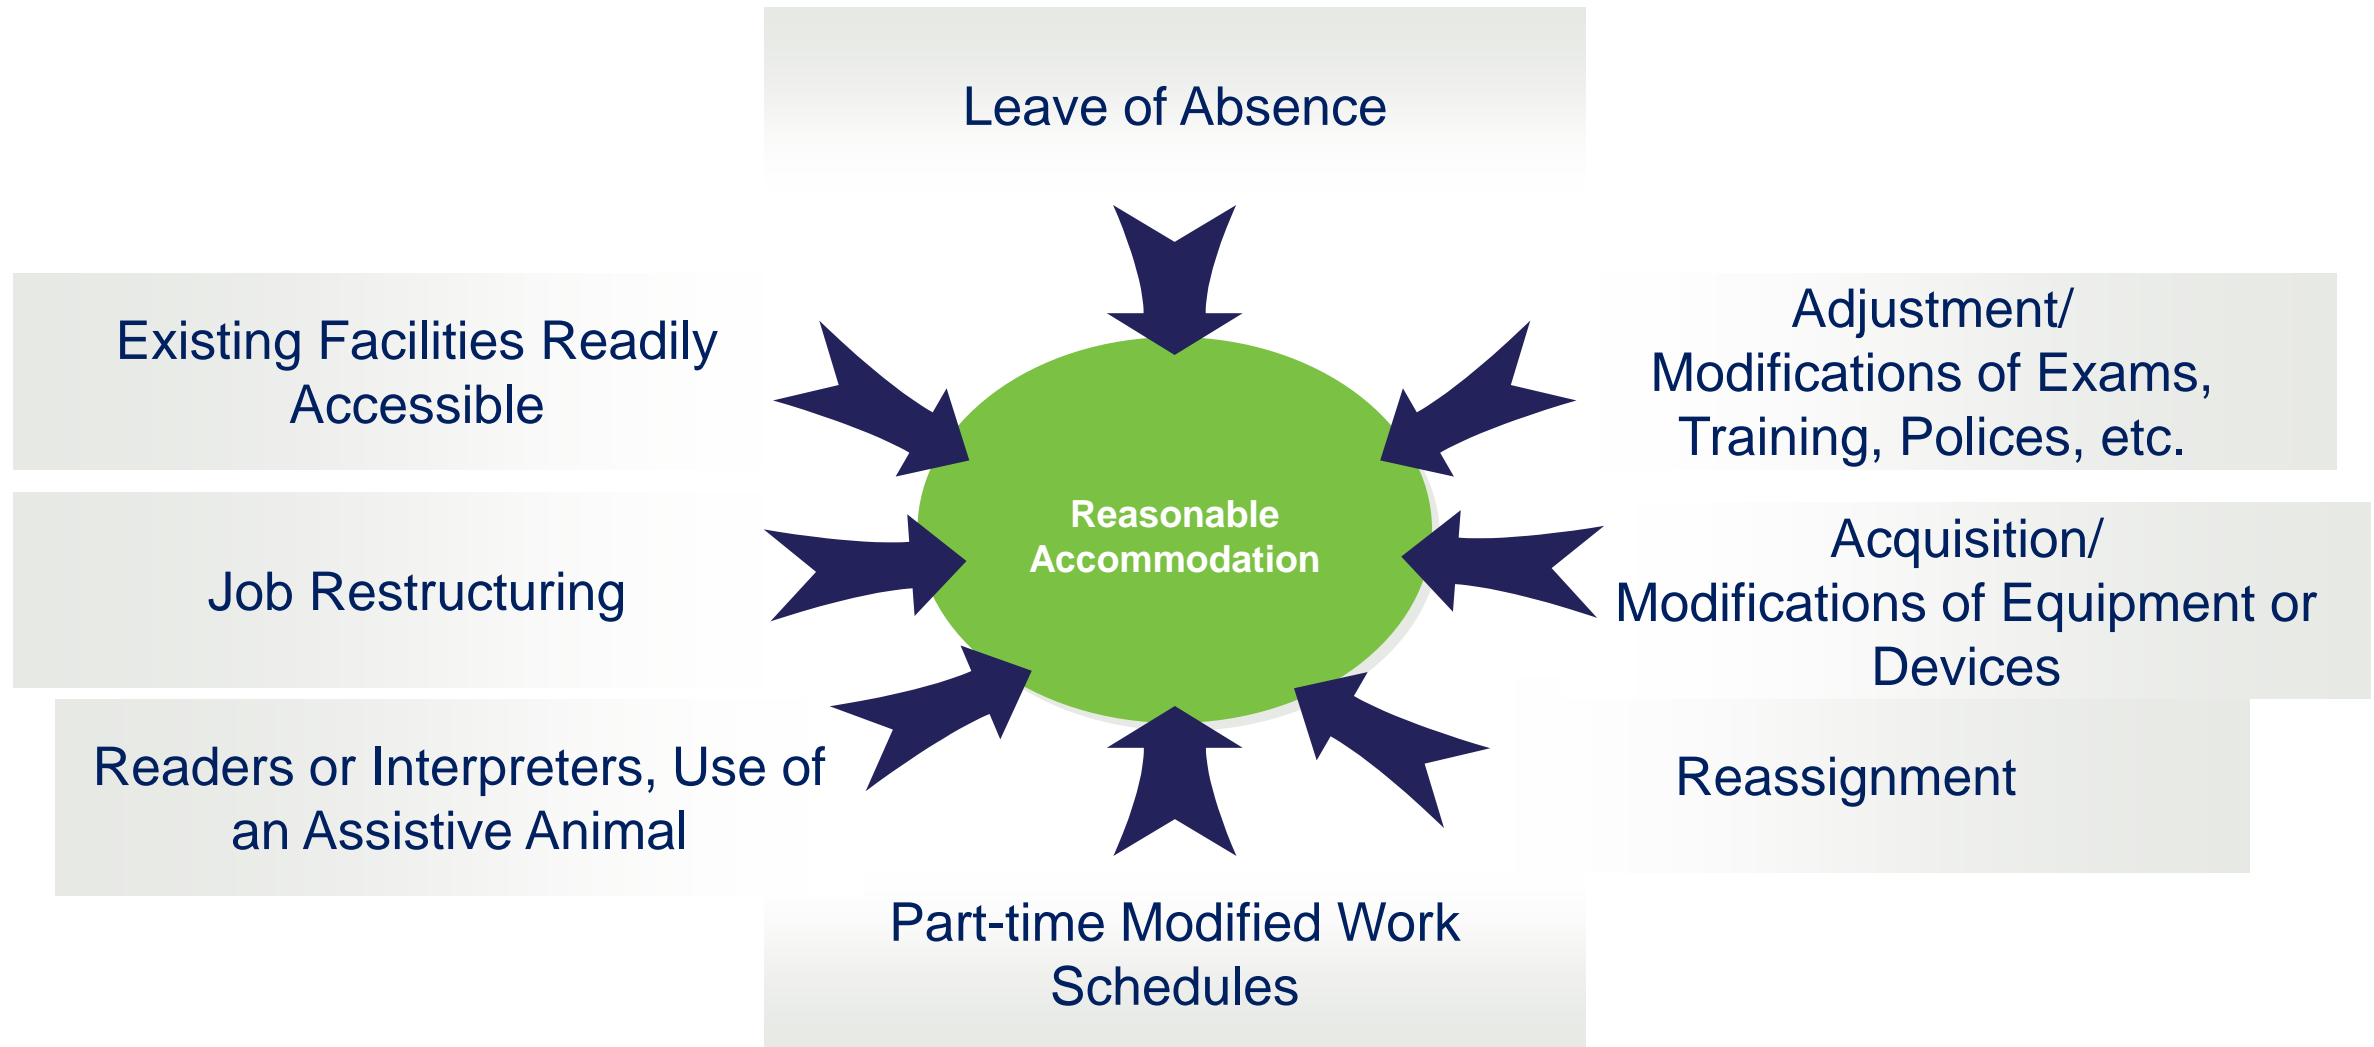 Leave of Absence
Existing Facilities Readily
Accessible
Adjustment/
Modifications of Exams,
Training, Polices, etc.
Reasonable
Accommodation
Job Restructuring
Acquisition/
Modifications of Equipment or
Devices
Readers or Interpreters, Use of
an Assistive Animal
Reassignment
Part-time Modified Work
Schedules